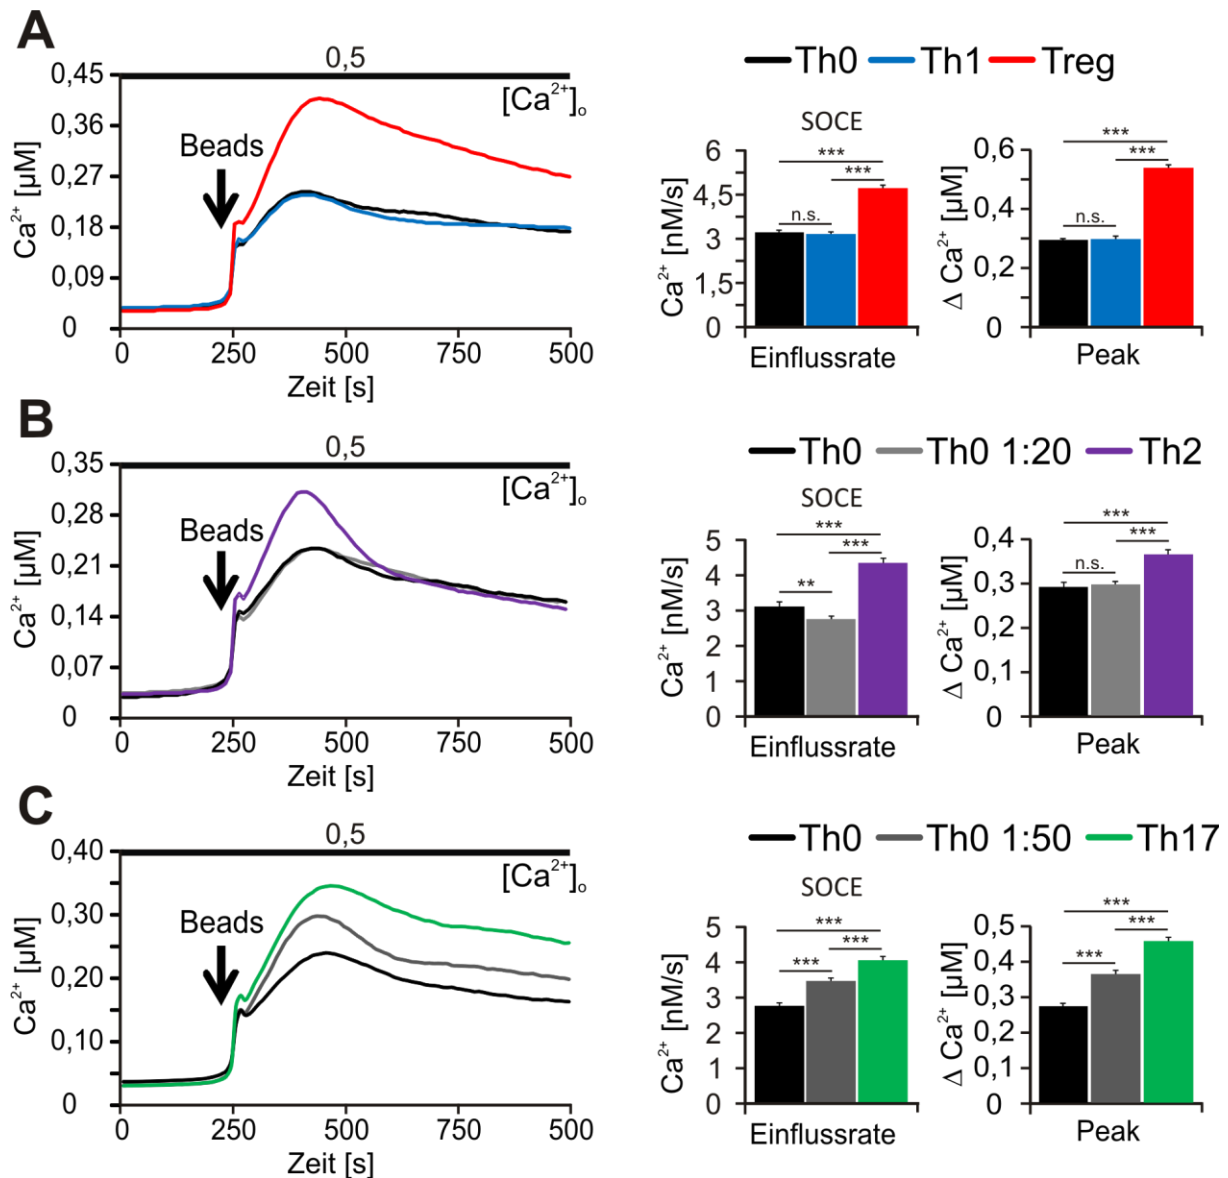 A
0,5
[Ca²⁺]ₒ
Beads
Ca²⁺ [µM]
0,45
0,36
0,27
0,18
0,09
0
0 250 500 750 500
Zeit [s]
Th0 Th1 Treg
SOCE
Ca²⁺ [nM/s]
6
4,5
3
1,5
0
***
***
n.s.
Einflussrate
Δ Ca²⁺ [µM]
0,6
0,4
0,2
0
***
***
n.s.
Peak
B
0,5
[Ca²⁺]ₒ
Beads
Ca²⁺ [µM]
0,35
0,28
0,21
0,14
0,07
0
0 250 500 750 500
Zeit [s]
Th0 Th0 1:20 Th2
SOCE
Ca²⁺ [nM/s]
5
4
3
2
1
0
***
***
**
Einflussrate
Δ Ca²⁺ [µM]
0,4
0,3
0,2
0,1
0
***
***
n.s.
Peak
C
0,5
[Ca²⁺]ₒ
Beads
Ca²⁺ [µM]
0,40
0,30
0,20
0,10
0
0 250 500 750 500
Zeit [s]
Th0 Th0 1:50 Th17
SOCE
Ca²⁺ [nM/s]
5
4
3
2
1
0
***
***
***
Einflussrate
Δ Ca²⁺ [µM]
0,5
0,4
0,3
0,2
0,1
0
***
***
***
Peak